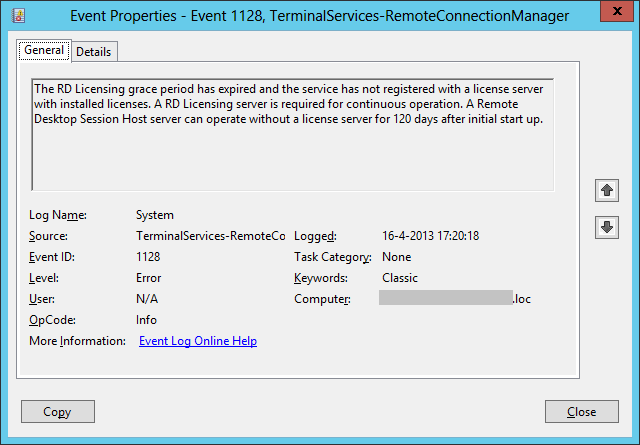 Event Properties - Event 1128, TerminalServices-RemoteConnectionManager
x
General Details
The RD Licensing grace period has expired and the service has not registered with a license server
with installed licenses. A RD Licensing server is required for continuous operation. A Remote
Desktop Session Host server can operate without a license server for 120 days after initial start up.
Log Name: System
Source: TerminalServices-RemoteCo Logged: 16-4-2013 17:20:18
Event ID: 1128 Task Category: None
Level: Error Keywords: Classic
User: N/A Computer: .loc
OpCode: Info
More Information: Event Log Online Help
Copy Close